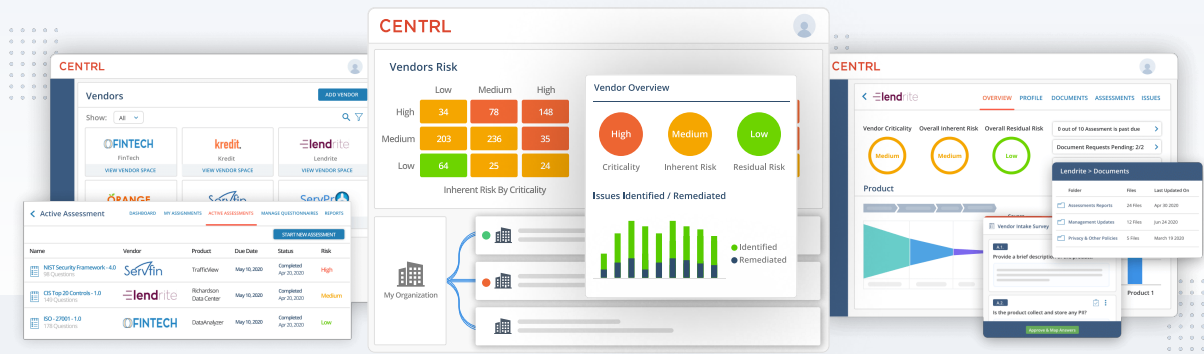 CENTRL
Vendors
ADD VENDOR
Show: All
FINTECH
FinTech
VIEW VENDOR SPACE
kredit.
Kredit
VIEW VENDOR SPACE
lendrite
Lendrite
VIEW VENDOR SPACE
ORANGE
Servfin
ServPr
Active Assessment
DASHBOARD MY ASSIGNMENTS ACTIVE ASSESSMENTS MANAGE QUESTIONNAIRES REPORTS
START NEW ASSESSMENT
Name Vendor Product Due Date Status Risk
NIST Security Framework - 4.0
96 Questions
Servfin
TrafficView
May 10, 2020
Completed
Apr 20, 2020
High
CIS Top 20 Controls - 1.0
149 Questions
lendrite
Richardson
Data Center
May 10, 2020
Completed
Apr 20, 2020
Medium
ISO - 27001 - 1.0
178 Questions
FINTECH
DataAnalyzer
May 10, 2020
Completed
Apr 20, 2020
Low
CENTRL
Vendors Risk
Low Medium High
High 34 78 148
Medium 203 236 35
Low 64 25 24
Inherent Risk By Criticality
My Organization
Vendor Overview
High Medium Low
Criticality Inherent Risk Residual Risk
Issues Identified / Remediated
Identified
Remediated
CENTRL
lendrite
OVERVIEW PROFILE DOCUMENTS ASSESSMENTS ISSUES
Vendor Criticality Overall Inherent Risk Overall Residual Risk
Medium Medium Low
0 out of 10 Assesment is past due
Document Requests Pending: 2/2
Product
Product 1
Lendrite > Documents
Folder Files Last Updated On
Assessments Reports 24 Files Apr 30 2020
Management Updates 12 Files Jun 24 2020
Privacy & Other Policies 5 Files March 19 2020
Vendor Intake Survey
A.1.
Provide a brief description
A.2
Is the product collect and store any PII?
Approve & Map Answers